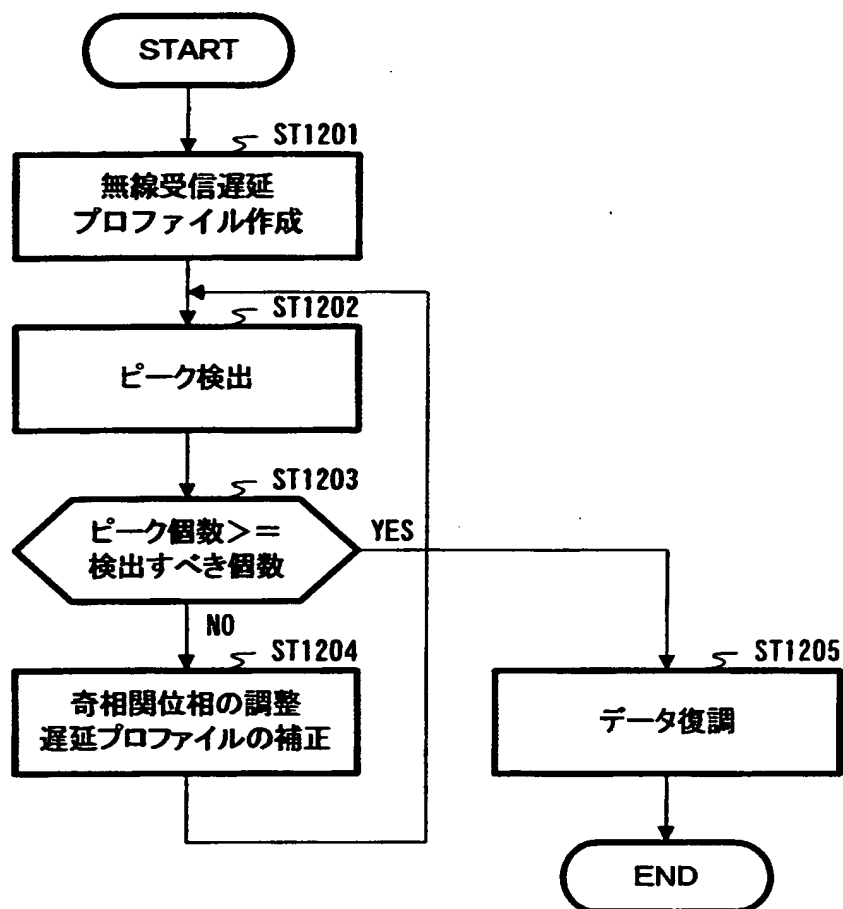 START
ST1201
無線受信遅延
プロファイル作成
ST1202
ピーク検出
ST1203
ピーク個数>=
検出すべき個数
YES
NO
ST1204
奇相関位相の調整
遅延プロファイルの補正
ST1205
データ復調
END